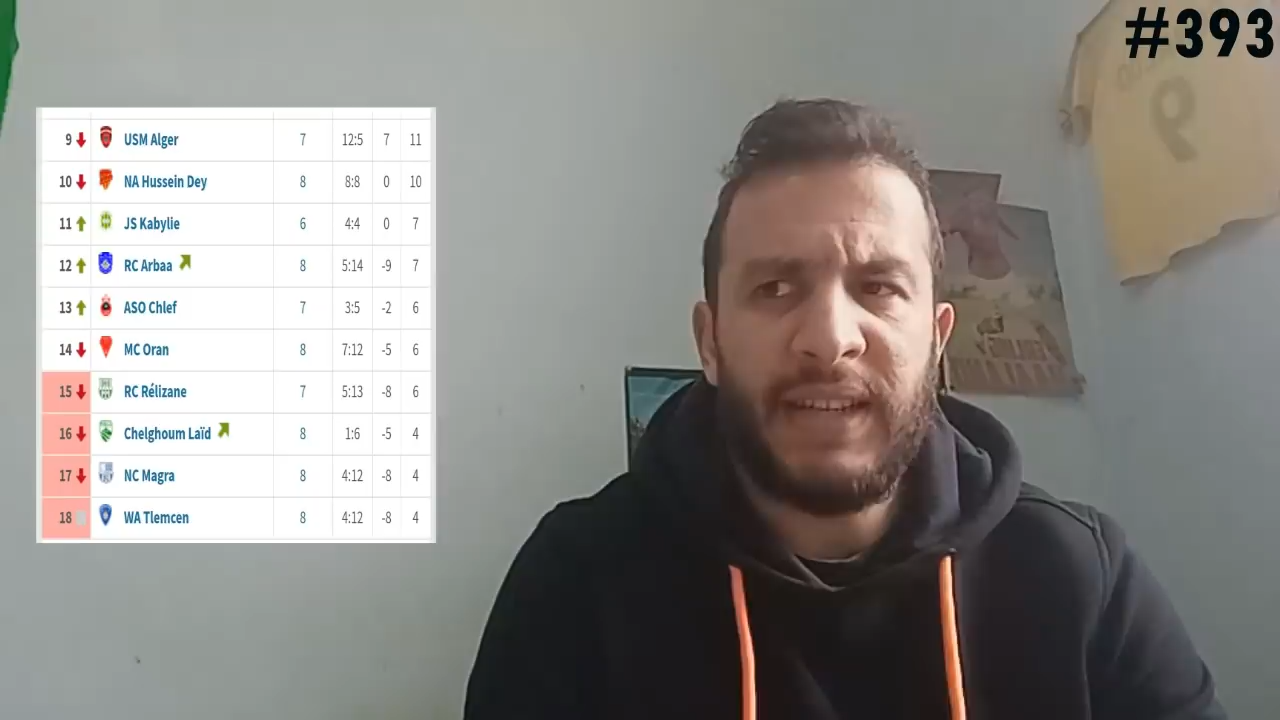 #393
9 USM Alger 7 12:5 7 11
10 NA Hussein Dey 8 8:8 0 10
11 JS Kabylie 6 4:4 0 7
12 RC Arbaa 8 5:14 -9 7
13 ASO Chlef 7 3:5 -2 6
14 MC Oran 8 7:12 -5 6
15 RC Rélizane 7 5:13 -8 6
16 Chelghoum Laïd 8 1:6 -5 4
17 NC Magra 8 4:12 -8 4
18 WA Tlemcen 8 4:12 -8 4
9